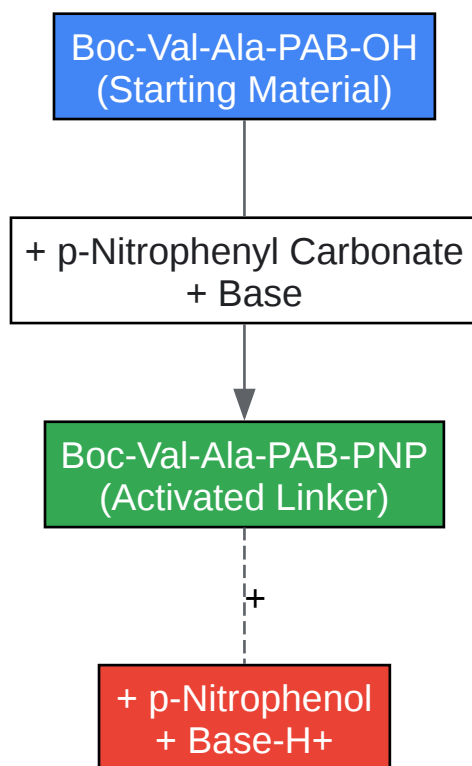 Boc-Val-Ala-PAB-OH
(Starting Material)
+ p-Nitrophenyl Carbonate
+ Base
Boc-Val-Ala-PAB-PNP
(Activated Linker)
+
+ p-Nitrophenol
+ Base-H+